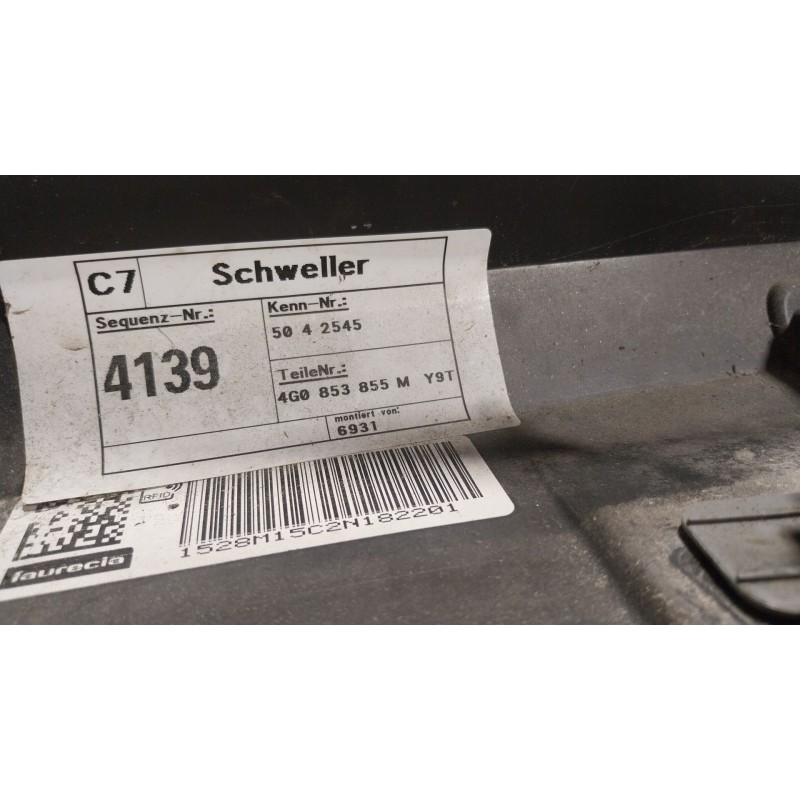 C7 Schweller
Sequenz-Nr.: Kenn-Nr.:
4139 50 4 2545
TeileNr.:
4G0 853 855 M Y9T
montiert von:
6931
RFID
1528M15C2N182201
faurecia